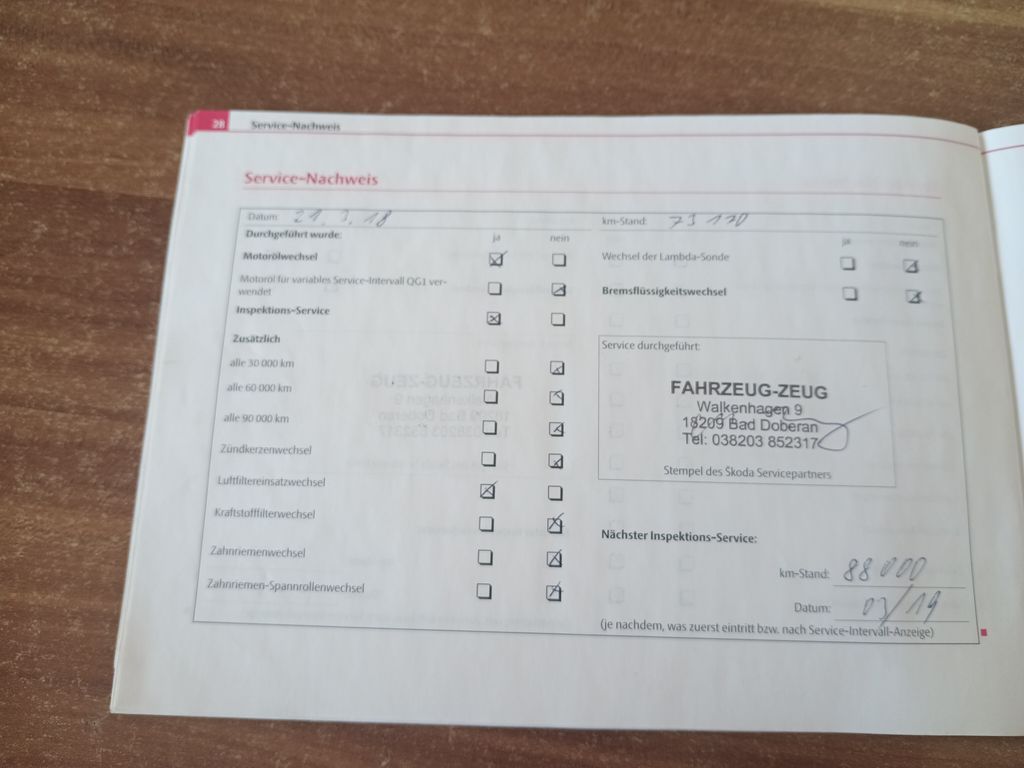 28 Service-Nachweis
Service-Nachweis
Datum: 21. 3. 18
km-Stand: 73 170
Durchgeführt wurde: ja nein
ja nein
Motorölwechsel
Wechsel der Lambda-Sonde
Motoröl für variables Service-Intervall QG1 ver-
wendet
Bremsflüssigkeitswechsel
Inspektions-Service
Zusätzlich
alle 30 000 km
alle 60 000 km
alle 90 000 km
Zündkerzenwechsel
Luftfiltereinsatzwechsel
Kraftstofffilterwechsel
Zahnriemenwechsel
Zahnriemen-Spannrollenwechsel
Service durchgeführt:
FAHRZEUG-ZEUG
Walkenhagen 9
18209 Bad Doberan
Tel: 038203 852317
Stempel des Škoda Servicepartners
Nächster Inspektions-Service:
km-Stand: 88 000
Datum: 03/19
(je nachdem, was zuerst eintritt bzw. nach Service-Intervall-Anzeige)